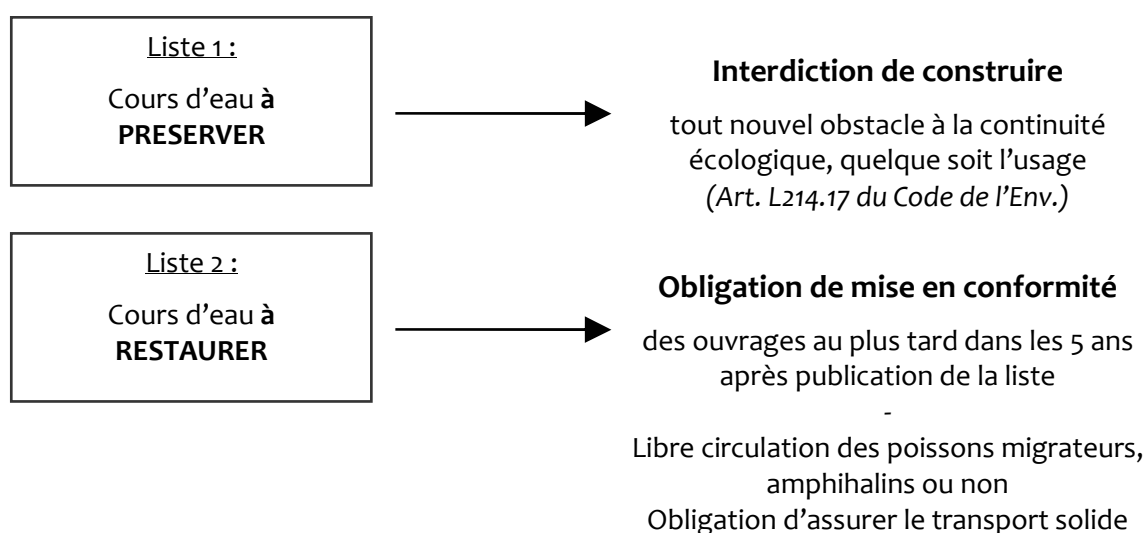 Liste 1 :
Cours d’eau à
PRESERVER
Interdiction de construire
tout nouvel obstacle à la continuité
écologique, quelque soit l’usage
(Art. L214.17 du Code de l’Env.)
Liste 2 :
Cours d’eau à
RESTAURER
Obligation de mise en conformité
des ouvrages au plus tard dans les 5 ans
après publication de la liste
-
Libre circulation des poissons migrateurs,
amphihalins ou non
Obligation d’assurer le transport solide